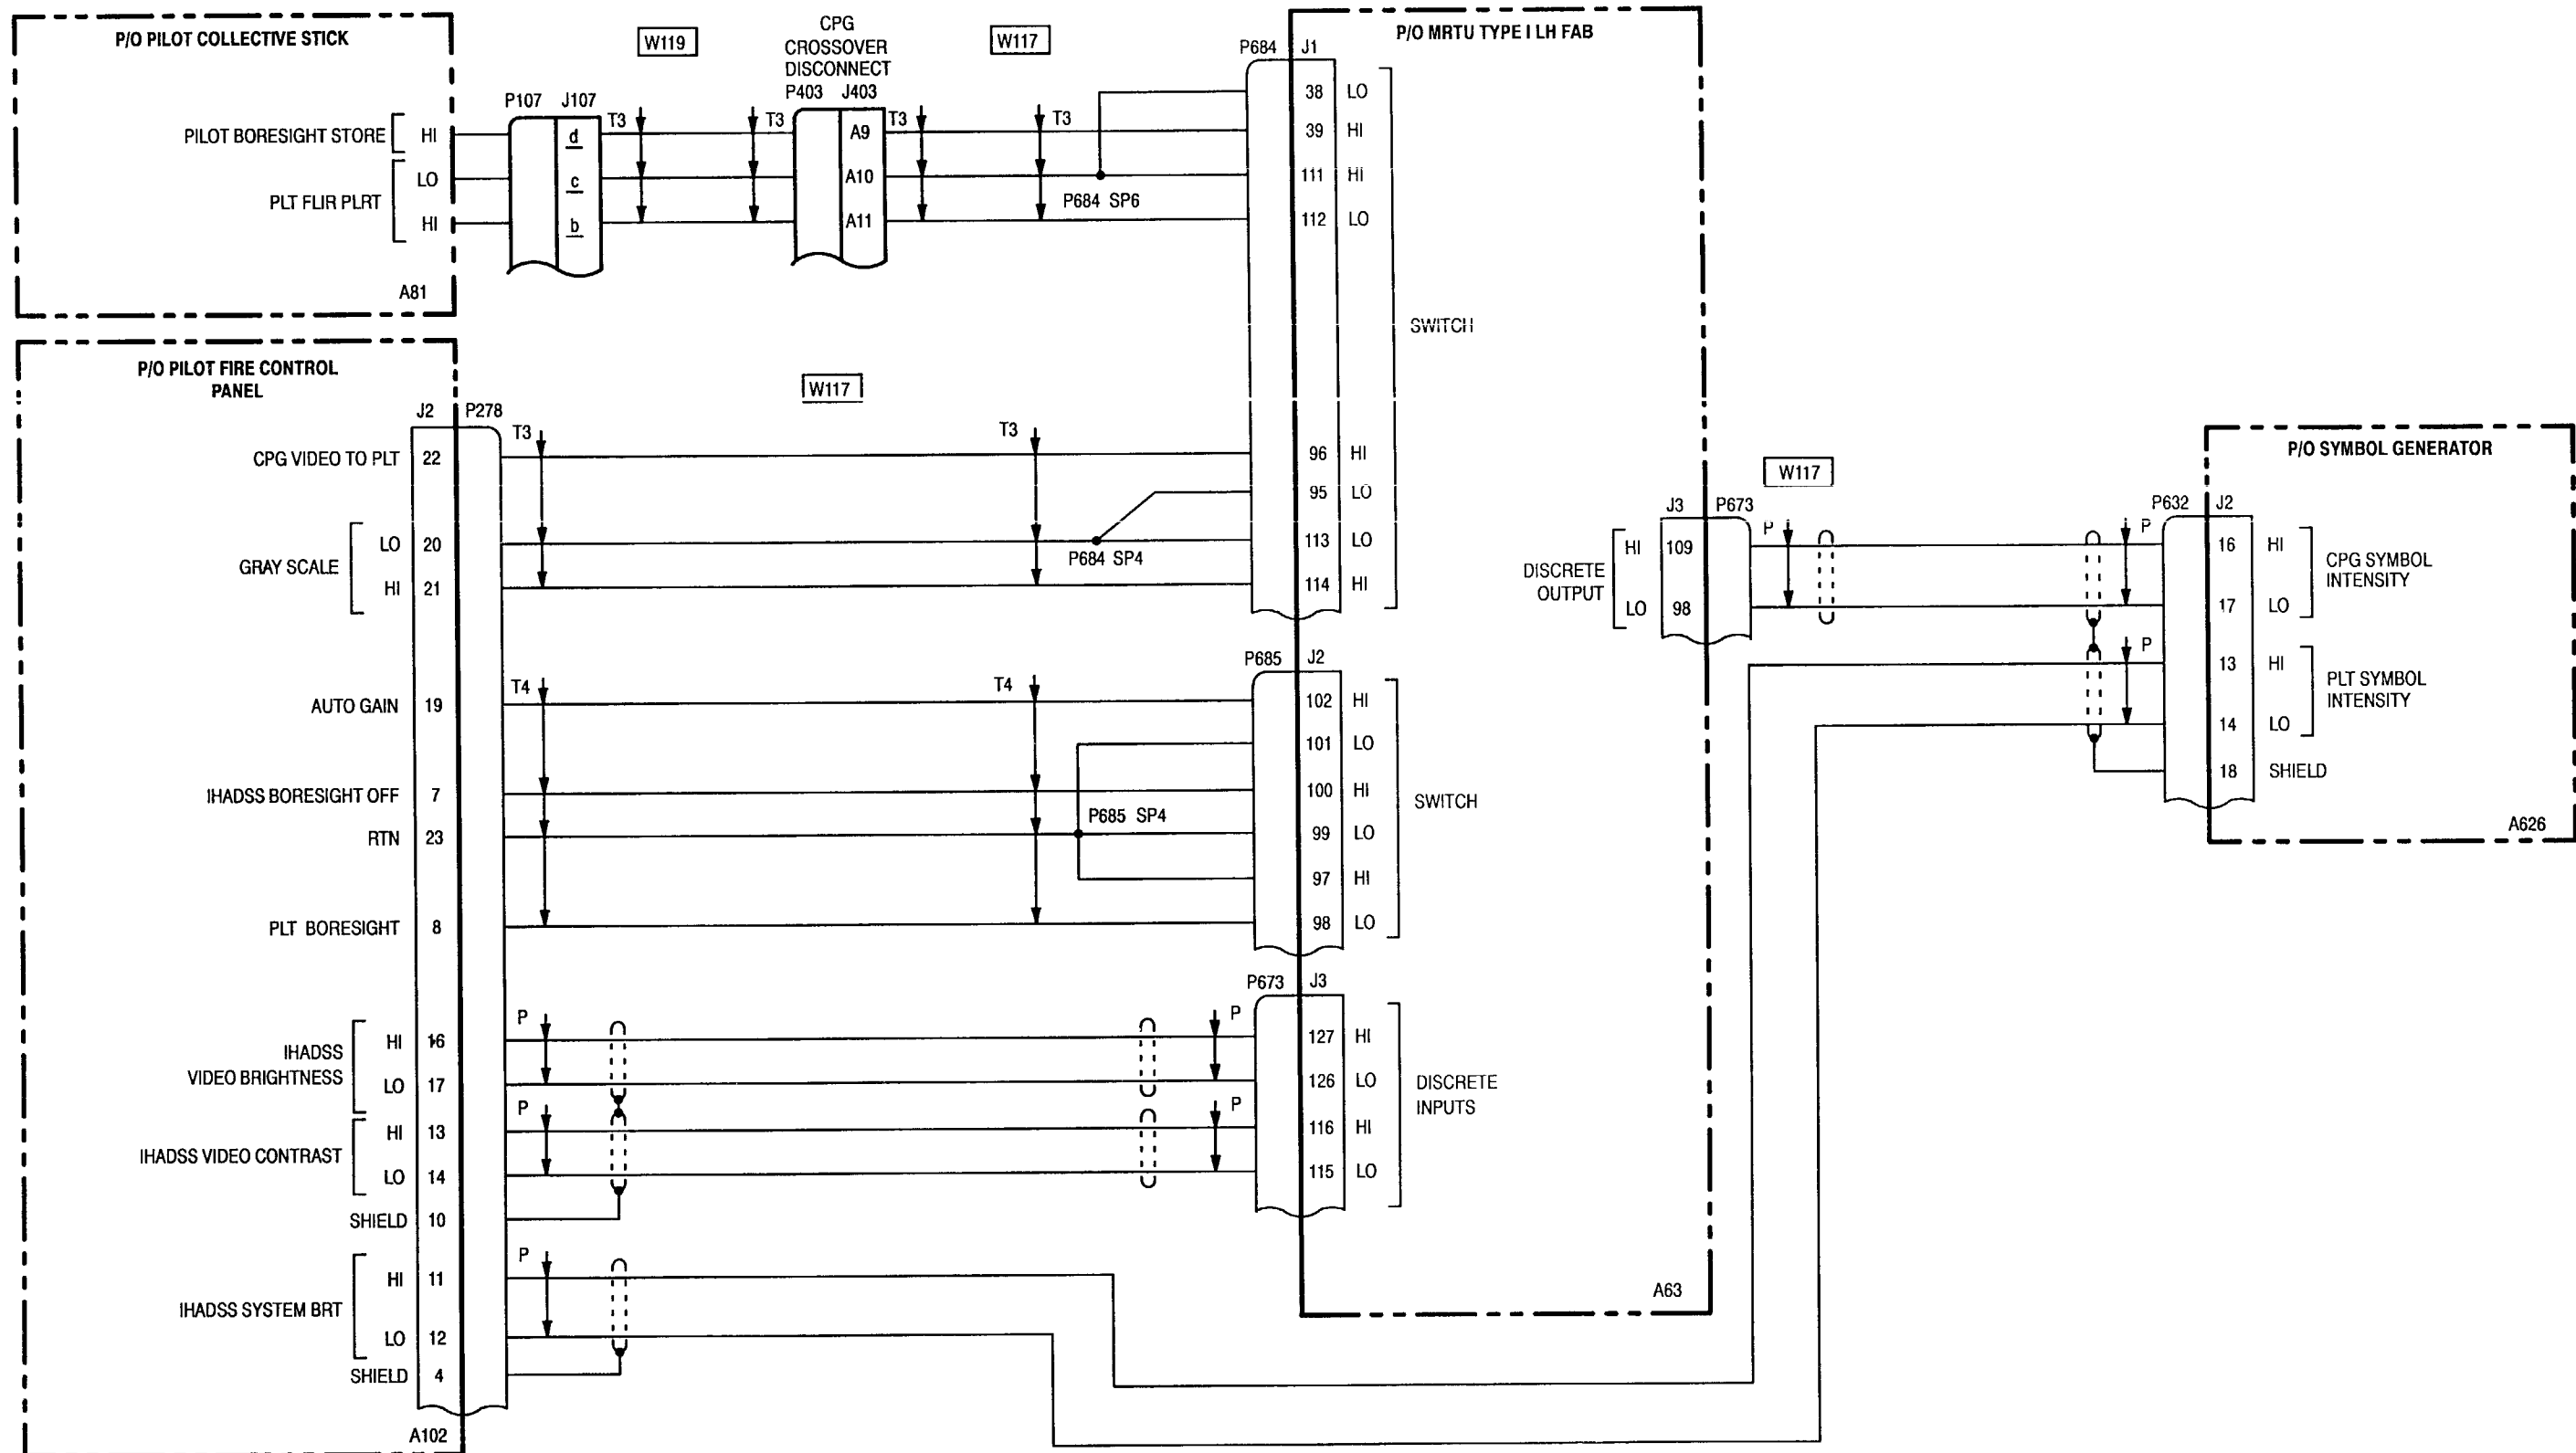 P/O PILOT COLLECTIVE STICK
PILOT BORESIGHT STORE
HI
LO
PLT FLIR PLRT
HI
A81
P107 J107
d
c
b
W119
T3
T3
CPG
CROSSOVER
DISCONNECT
P403 J403
A9
A10
A11
W117
T3
T3
P684 SP6
P/O MRTU TYPE I LH FAB
P684 J1
38 LO
39 HI
111 HI
112 LO
SWITCH
96 HI
95 LO
113 LO
114 HI
P/O PILOT FIRE CONTROL
PANEL
J2 P278
W117
CPG VIDEO TO PLT 22
T3
T3
LO 20
GRAY SCALE
HI 21
P684 SP4
AUTO GAIN 19
T4
T4
IHADSS BORESIGHT OFF 7
RTN 23
P685 SP4
PLT BORESIGHT 8
P685 J2
102 HI
101 LO
100 HI
99 LO
97 HI
98 LO
SWITCH
HI 16
IHADSS
VIDEO BRIGHTNESS
LO 17
P
P
HI 13
IHADSS VIDEO CONTRAST
LO 14
P
P
SHIELD 10
P673 J3
127 HI
126 LO
116 HI
115 LO
DISCRETE
INPUTS
HI 11
IHADSS SYSTEM BRT
LO 12
P
SHIELD 4
A102
A63
J3 P673
HI 109
DISCRETE
OUTPUT
LO 98
W117
P
P
P
P/O SYMBOL GENERATOR
P632 J2
16 HI
CPG SYMBOL
INTENSITY
17 LO
13 HI
PLT SYMBOL
INTENSITY
14 LO
18 SHIELD
A626